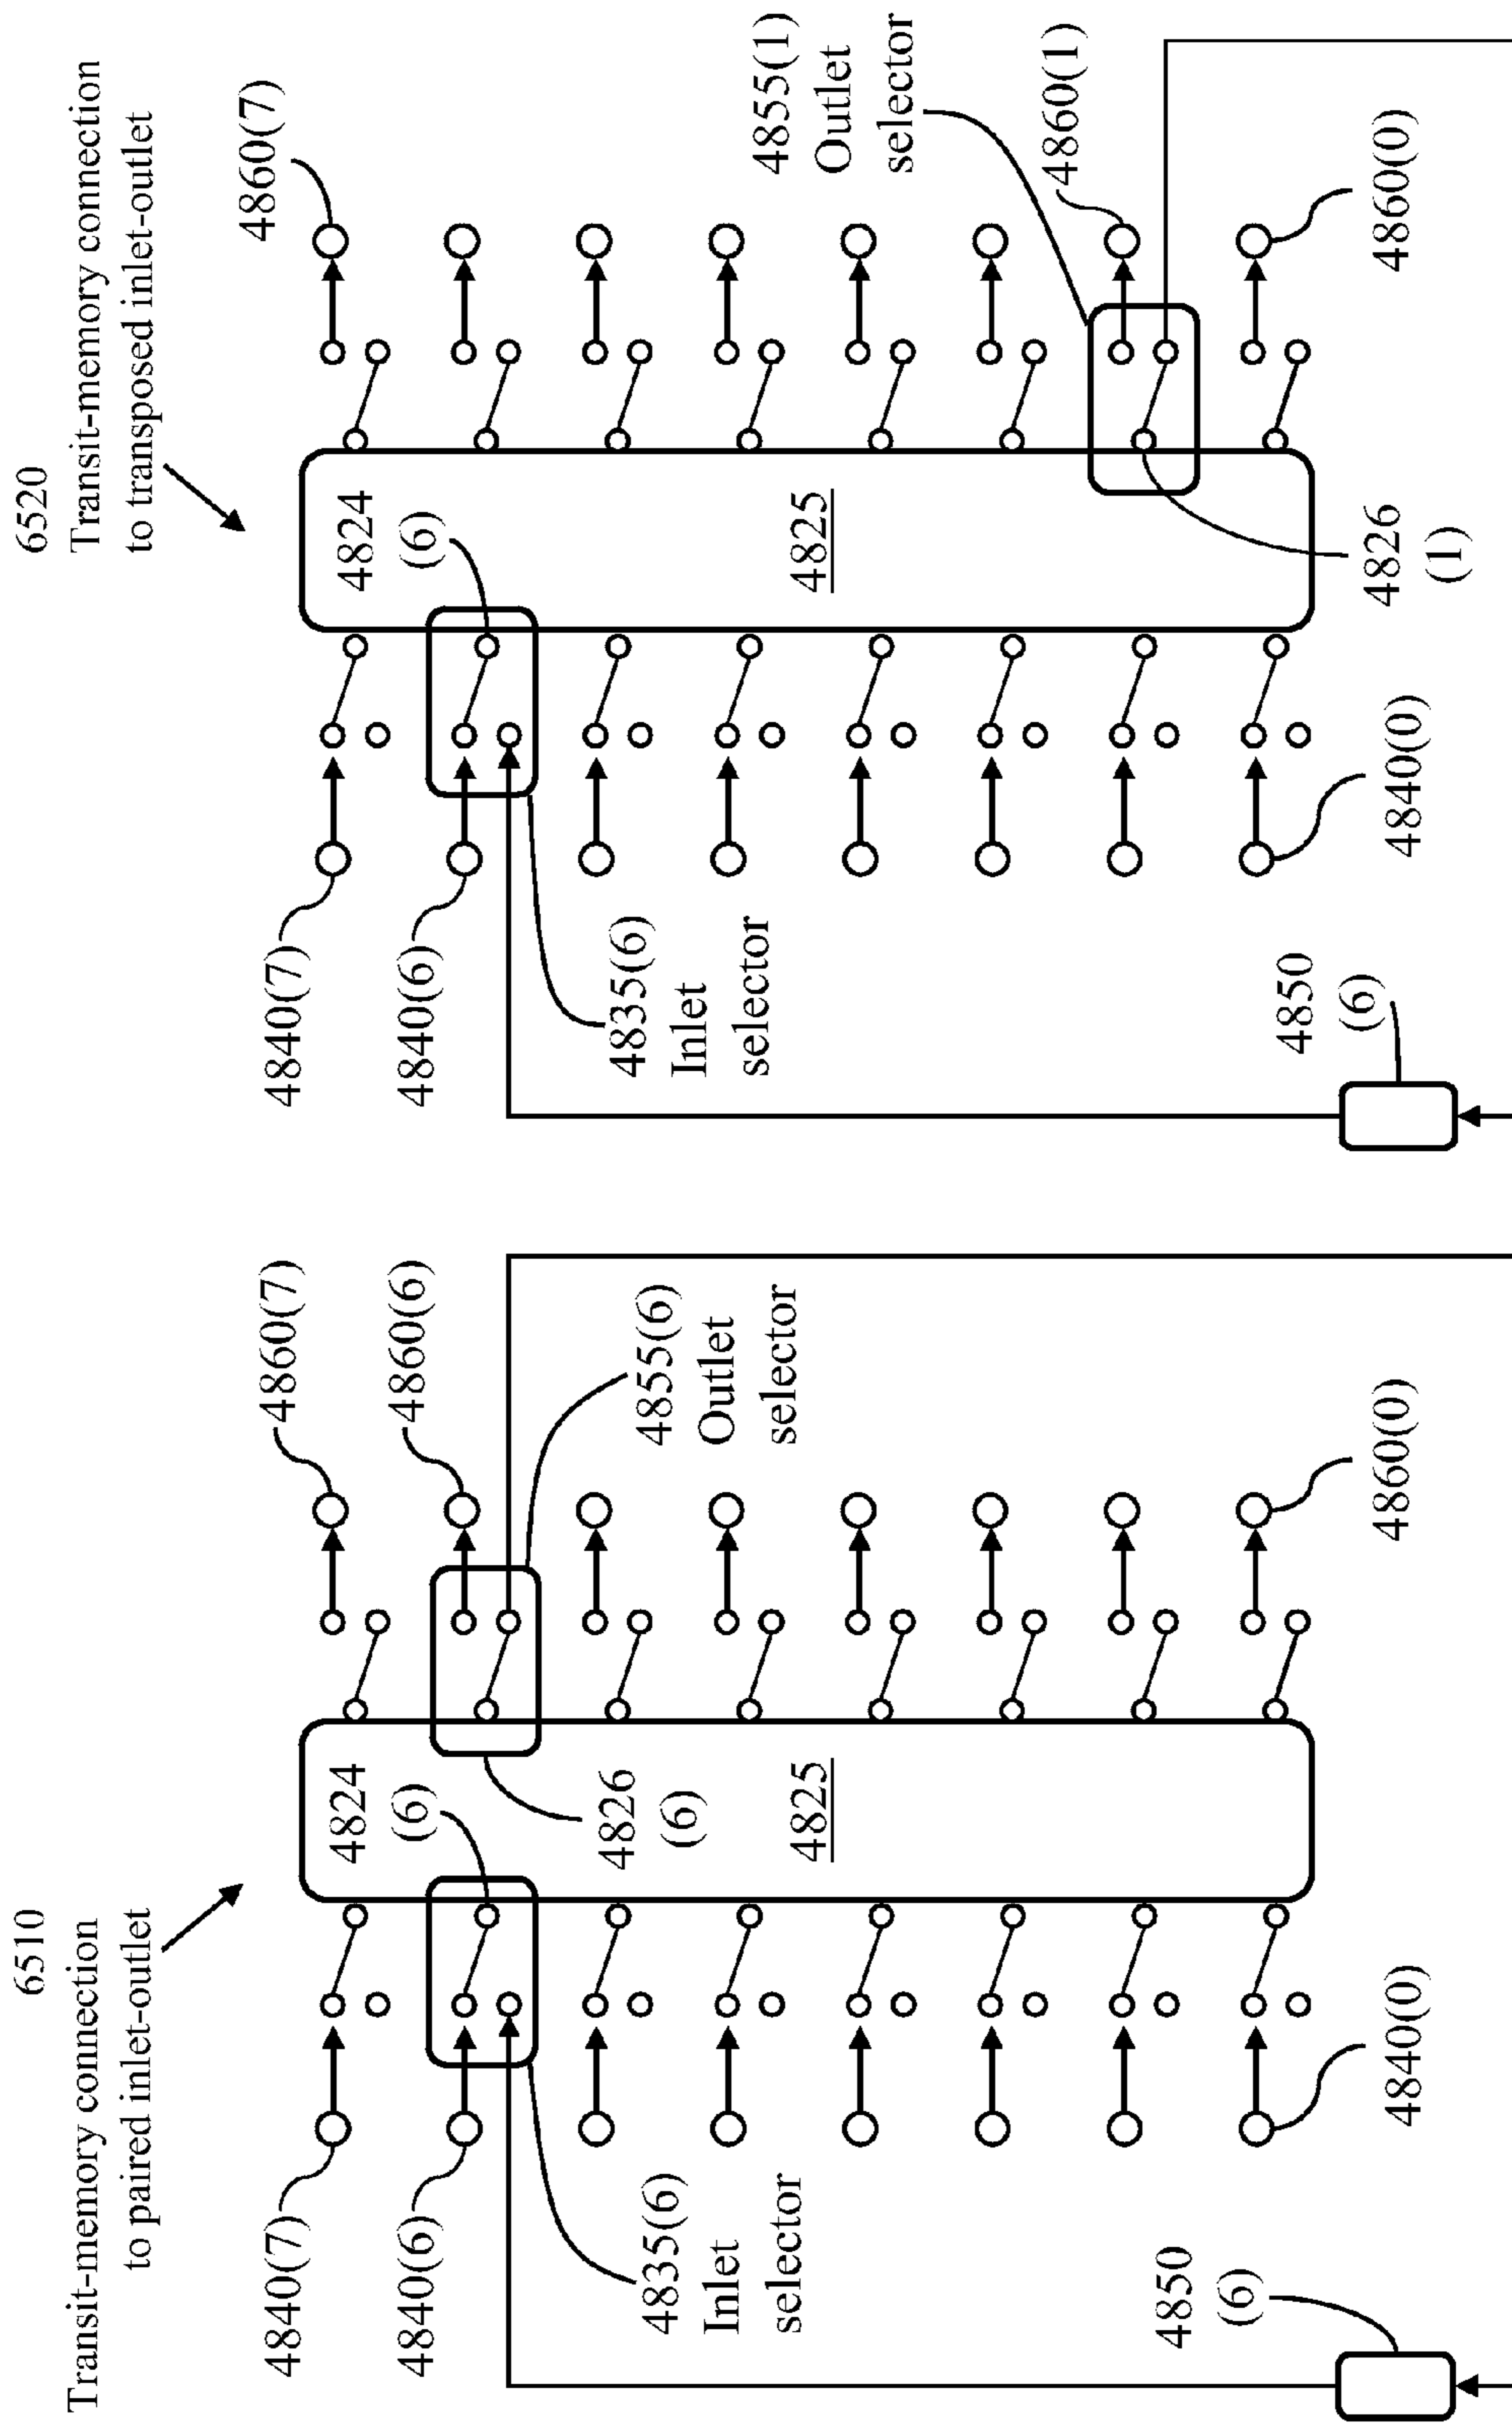 6510
Transit-memory connection
to paired inlet-outlet
4840(7)
4840(6)
4835(6)
Inlet
selector
4850
(6)
4840(0)
4824
(6)
4826
(6)
4825
4860(7)
4860(6)
4855(6)
Outlet
selector
4860(0)
6520
Transit-memory connection
to transposed inlet-outlet
4840(7)
4840(6)
4835(6)
Inlet
selector
4850
(6)
4840(0)
4824
(6)
4825
4826
(1)
4860(7)
4855(1)
Outlet
selector
4860(1)
4860(0)